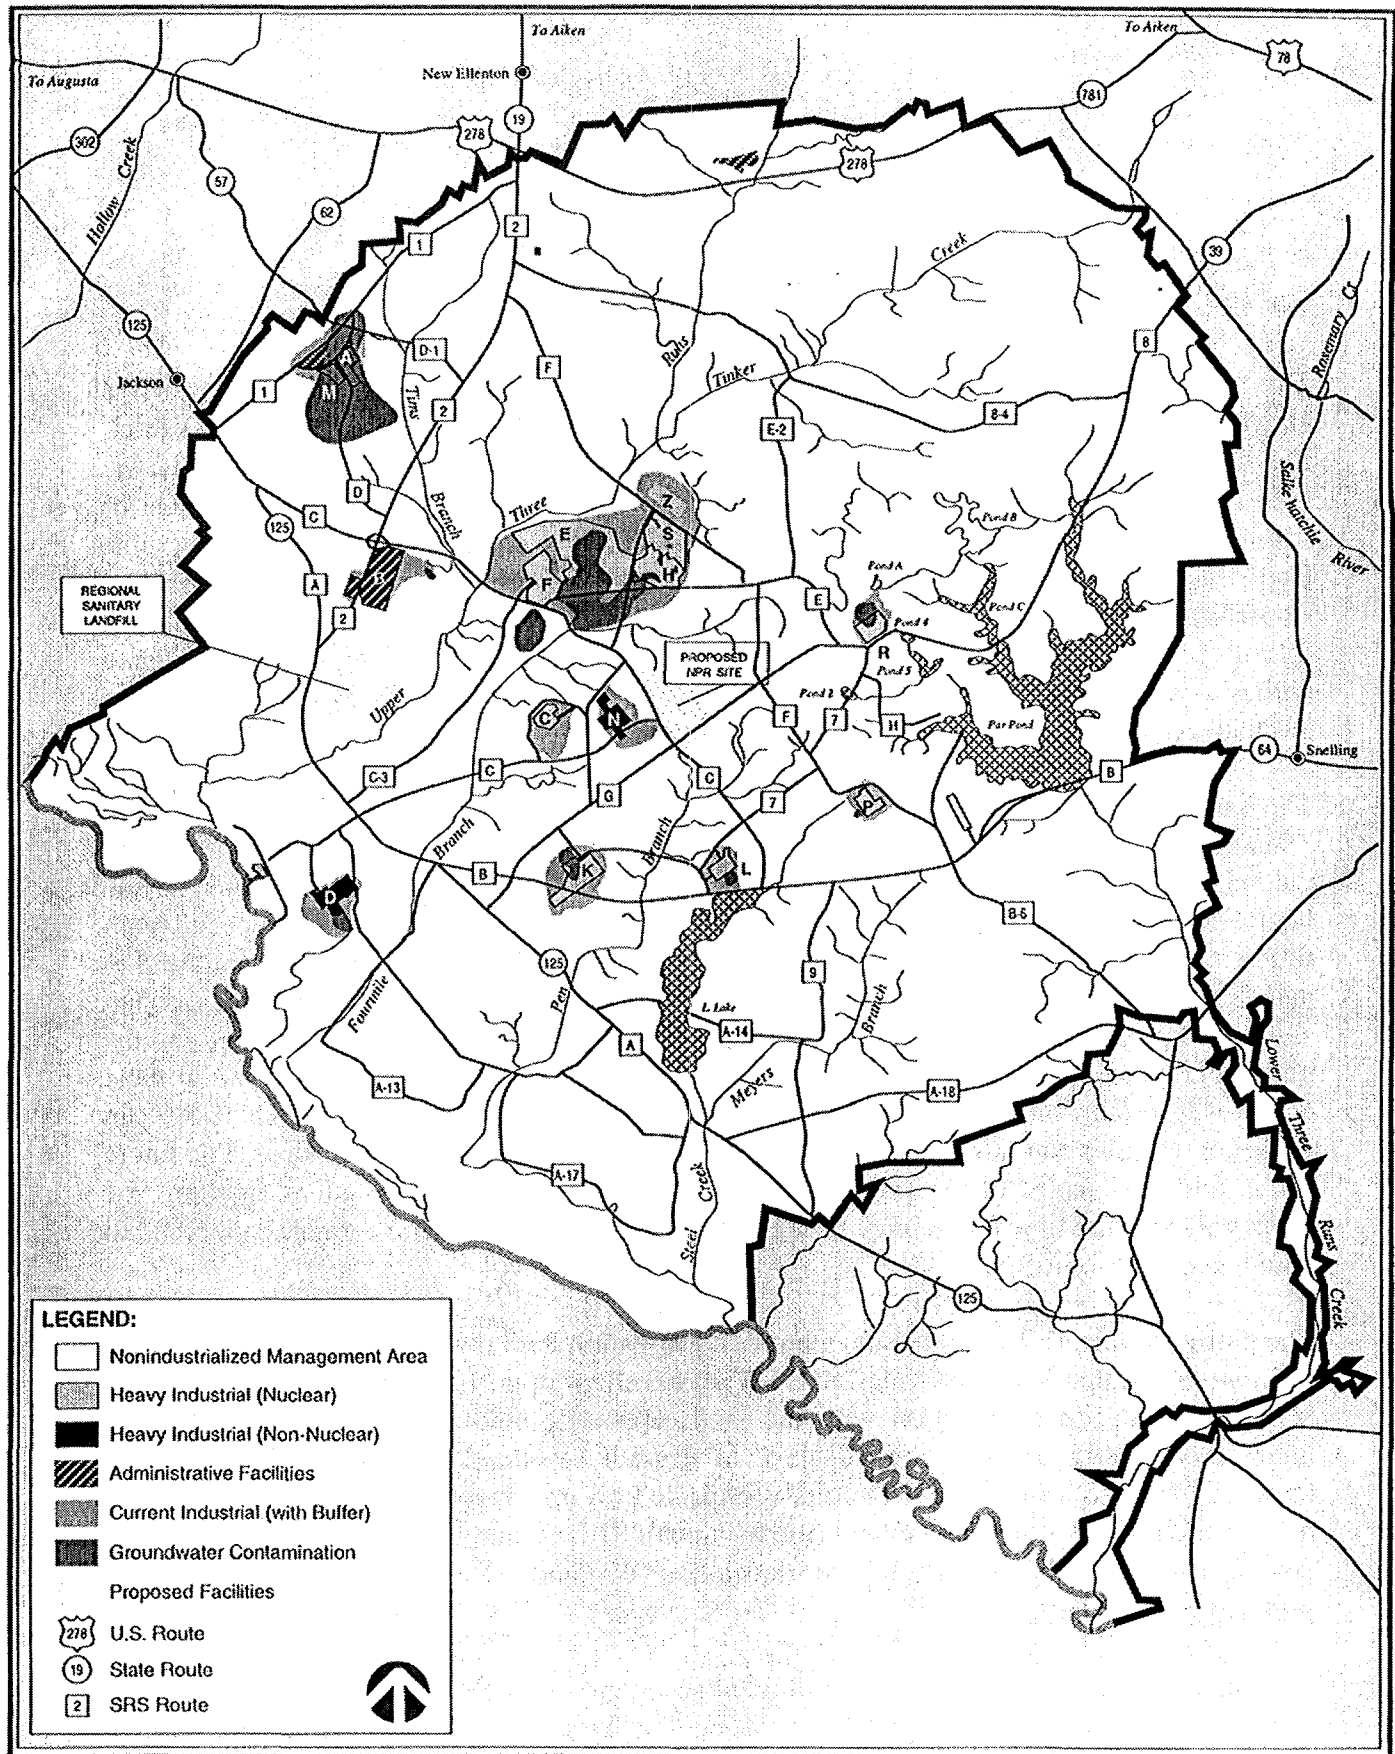 To Aiken
To Aiken
78
To Augusta
New Ellenton
781
302
278
19
Hollow Creek
278
57
62
2
1
39
Creek
125
Rosemary Cr
8
Jackson
D-1
F
Runs
A
Tinker
1
M
Tims
2
8-4
E-2
D
Z
Salkehatchie
River
125
C
Branch
Three
E
S
Pond B
REGIONAL
SANITARY
LANDFILL
A
F
H
Pond A
2
E
Pond C
Pond 4
PROPOSED
NPR SITE
R
Pond 5
Upper
Pond 2
C
N
F
7
H
Par Pond
64
Snelling
C-3
C
C
B
G
7
P
Branch
Branch
B
K
L
D
B-6
125
9
Fourmile
Pen
L Lake
A-14
Branch
A
Lower
A-13
Meyers
A-18
Three
A-17
Steel
Creek
Runs
Creek
125
LEGEND:
Nonindustrialized Management Area
Heavy Industrial (Nuclear)
Heavy Industrial (Non-Nuclear)
Administrative Facilities
Current Industrial (with Buffer)
Groundwater Contamination
Proposed Facilities
278 U.S. Route
19 State Route
2 SRS Route